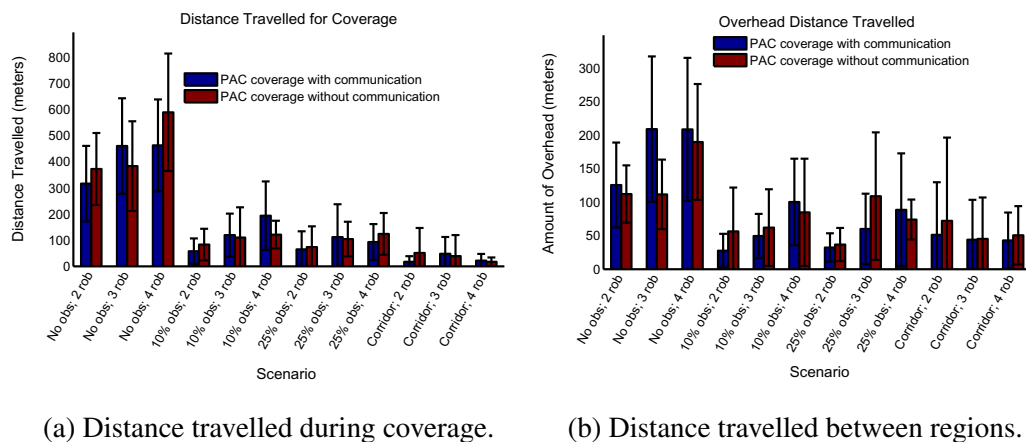 Distance Travelled for Coverage
PAC coverage with communication
PAC coverage without communication
Distance Travelled (meters)
800
700
600
500
400
300
200
100
0
No obs; 2 rob
No obs; 3 rob
No obs; 4 rob
10% obs; 2 rob
10% obs; 3 rob
10% obs; 4 rob
25% obs; 2 rob
25% obs; 3 rob
25% obs; 4 rob
Corridor; 2 rob
Corridor; 3 rob
Corridor; 4 rob
Scenario
(a) Distance travelled during coverage.
Overhead Distance Travelled
PAC coverage with communication
PAC coverage without communication
Amount of Overhead (meters)
300
250
200
150
100
50
0
No obs; 2 rob
No obs; 3 rob
No obs; 4 rob
10% obs; 2 rob
10% obs; 3 rob
10% obs; 4 rob
25% obs; 2 rob
25% obs; 3 rob
25% obs; 4 rob
Corridor; 2 rob
Corridor; 3 rob
Corridor; 4 rob
Scenario
(b) Distance travelled between regions.